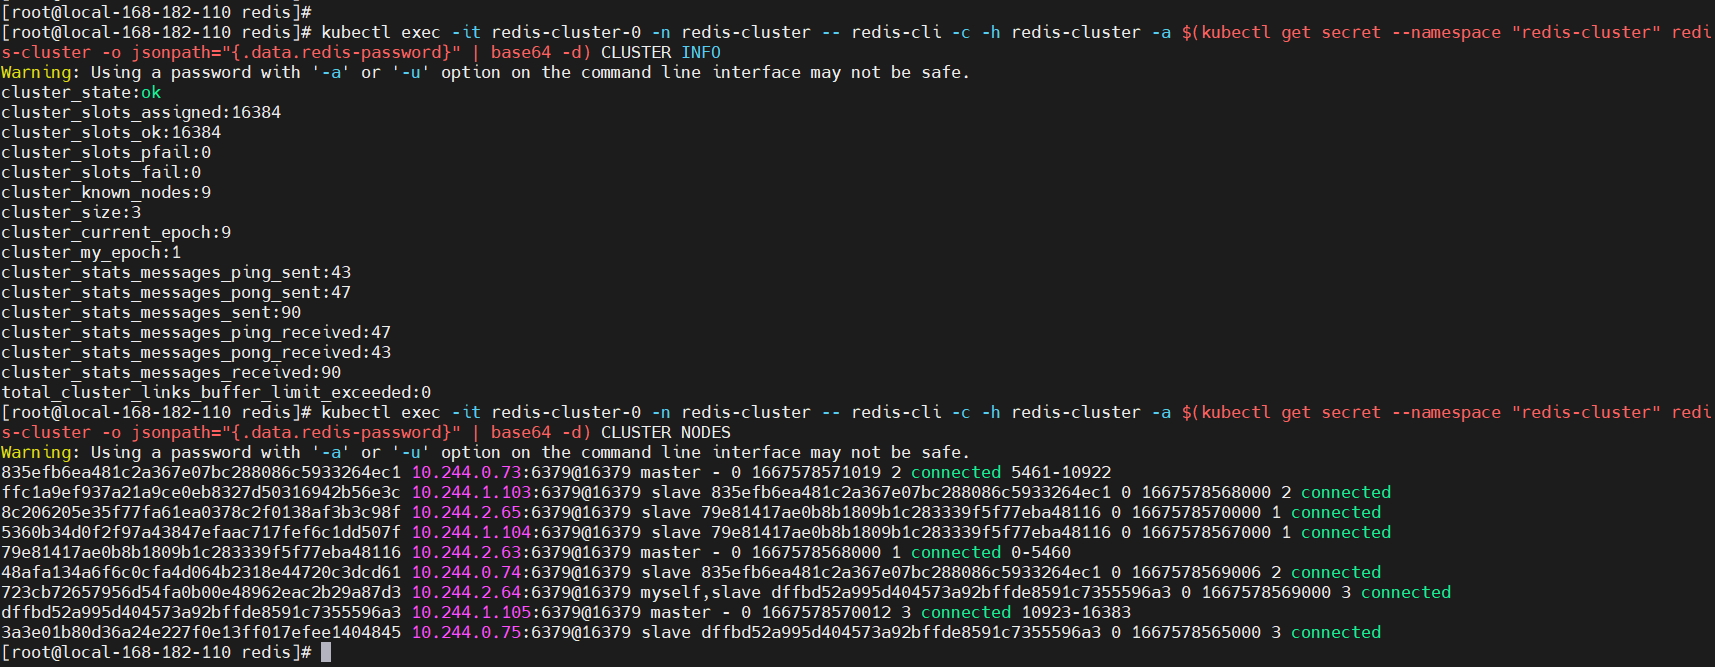 [root@local-168-182-110 redis]#
[root@local-168-182-110 redis]# kubectl exec -it redis-cluster-0 -n redis-cluster -- redis-cli -c -h redis-cluster -a $(kubectl get secret --namespace "redis-cluster" redi
s-cluster -o jsonpath="{.data.redis-password}" | base64 -d) CLUSTER INFO
Warning: Using a password with '-a' or '-u' option on the command line interface may not be safe.
cluster_state:ok
cluster_slots_assigned:16384
cluster_slots_ok:16384
cluster_slots_pfail:0
cluster_slots_fail:0
cluster_known_nodes:9
cluster_size:3
cluster_current_epoch:9
cluster_my_epoch:1
cluster_stats_messages_ping_sent:43
cluster_stats_messages_pong_sent:47
cluster_stats_messages_sent:90
cluster_stats_messages_ping_received:47
cluster_stats_messages_pong_received:43
cluster_stats_messages_received:90
total_cluster_links_buffer_limit_exceeded:0
[root@local-168-182-110 redis]# kubectl exec -it redis-cluster-0 -n redis-cluster -- redis-cli -c -h redis-cluster -a $(kubectl get secret --namespace "redis-cluster" redi
s-cluster -o jsonpath="{.data.redis-password}" | base64 -d) CLUSTER NODES
Warning: Using a password with '-a' or '-u' option on the command line interface may not be safe.
835efb6ea481c2a367e07bc288086c5933264ec1 10.244.0.73:6379@16379 master - 0 1667578571019 2 connected 5461-10922
ffc1a9ef937a21a9ce0eb8327d50316942b56e3c 10.244.1.103:6379@16379 slave 835efb6ea481c2a367e07bc288086c5933264ec1 0 1667578568000 2 connected
8c206205e35f77fa61ea0378c2f0138af3b3c98f 10.244.2.65:6379@16379 slave 79e81417ae0b8b1809b1c283339f5f77eba48116 0 1667578570000 1 connected
5360b34d0f2f97a43847efaac717fef6c1dd507f 10.244.1.104:6379@16379 slave 79e81417ae0b8b1809b1c283339f5f77eba48116 0 1667578567000 1 connected
79e81417ae0b8b1809b1c283339f5f77eba48116 10.244.2.63:6379@16379 master - 0 1667578568000 1 connected 0-5460
48afa134a6f6c0cfa4d064b2318e44720c3dcd61 10.244.0.74:6379@16379 slave 835efb6ea481c2a367e07bc288086c5933264ec1 0 1667578569006 2 connected
723cb72657956d54fa0b00e48962eac2b29a87d3 10.244.2.64:6379@16379 myself,slave dffbd52a995d404573a92bffde8591c7355596a3 0 1667578569000 3 connected
dffbd52a995d404573a92bffde8591c7355596a3 10.244.1.105:6379@16379 master - 0 1667578570012 3 connected 10923-16383
3a3e01b80d36a24e227f0e13ff017efee1404845 10.244.0.75:6379@16379 slave dffbd52a995d404573a92bffde8591c7355596a3 0 1667578565000 3 connected
[root@local-168-182-110 redis]#